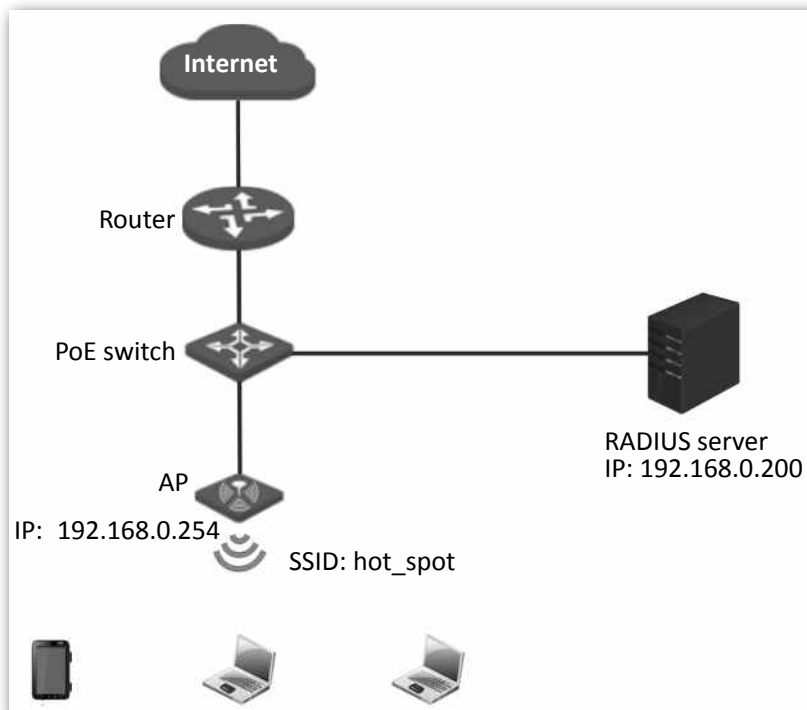 Internet
Router
PoE switch
RADIUS server
IP: 192.168.0.200
AP
IP: 192.168.0.254
SSID: hot_spot